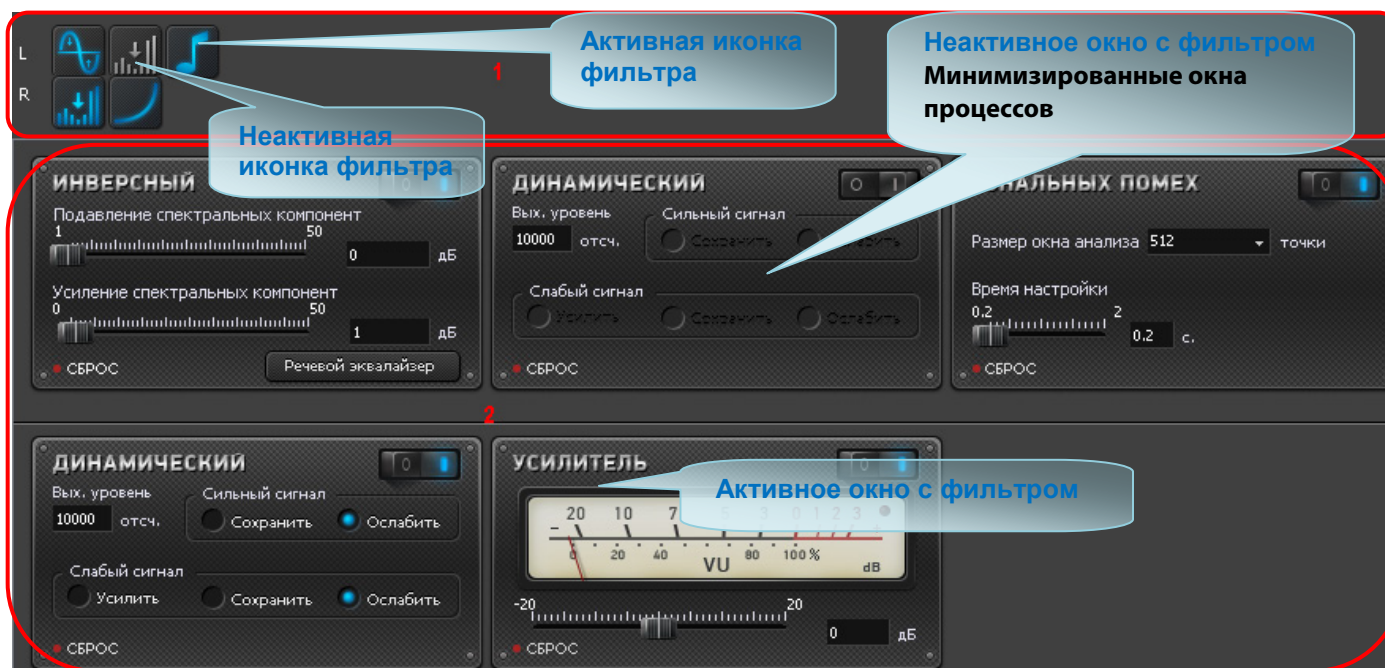 L
R
1
Активная иконка
фильтра
Неактивное окно с фильтром
Минимизированные окна
процессов
Неактивная
иконка фильтра
ИНВЕРСНЫЙ
0 I
Подавление спектральных компонент
1 50
0 дБ
Усиление спектральных компонент
0 50
1 дБ
СБРОС
Речевой эквалайзер
ДИНАМИЧЕСКИЙ
O I
Вых. уровень
10000 отсч.
Сильный сигнал
Сохранить
Слабый сигнал
Усилить Сохранить Ослабить
СБРОС
ПОМЕХ
0 I
Размер окна анализа 512 точки
Время настройки
0.2 2
0.2 с.
СБРОС
2
ДИНАМИЧЕСКИЙ
0 I
Вых. уровень
10000 отсч.
Сильный сигнал
Сохранить Ослабить
Слабый сигнал
Усилить Сохранить Ослабить
СБРОС
УСИЛИТЕЛЬ
0 I
Активное окно с фильтром
20 10 7 5 3 0 1 2 3
- +
0 20 40 80 100 %
VU
dB
-20 20
0 дБ
СБРОС